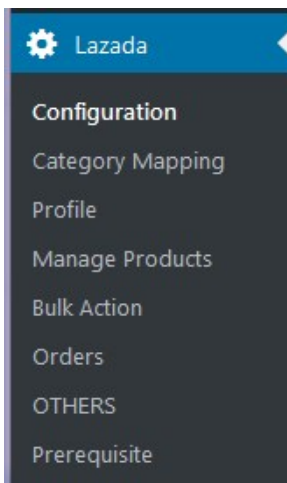 Lazada
Configuration
Category Mapping
Profile
Manage Products
Bulk Action
Orders
OTHERS
Prerequisite